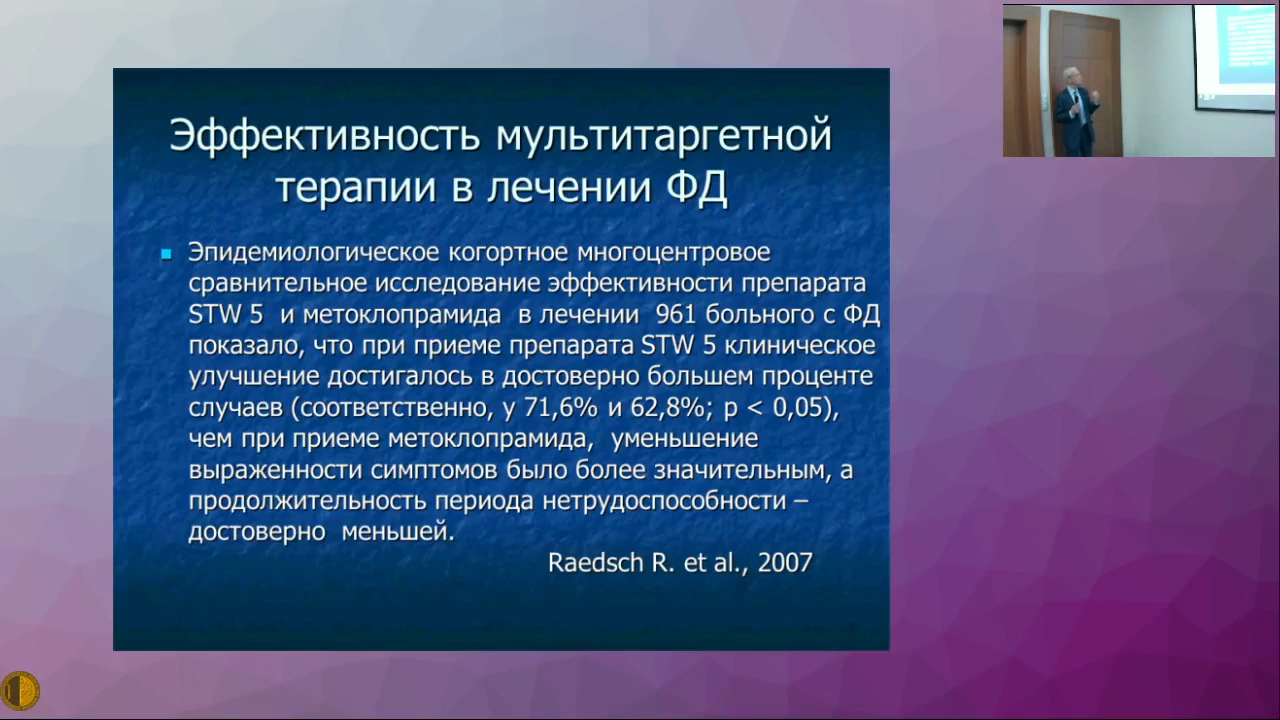 Эффективность мультитаргетной
терапии в лечении ФД
Эпидемиологическое когортное многоцентровое
сравнительное исследование эффективности препарата
STW 5 и метоклопрамида в лечении 961 больного с ФД
показало, что при приеме препарата STW 5 клиническое
улучшение достигалось в достоверно большем проценте
случаев (соответственно, у 71,6% и 62,8%; p < 0,05),
чем при приеме метоклопрамида, уменьшение
выраженности симптомов было более значительным, а
продолжительность периода нетрудоспособности –
достоверно меньшей.
Raedsch R. et al., 2007